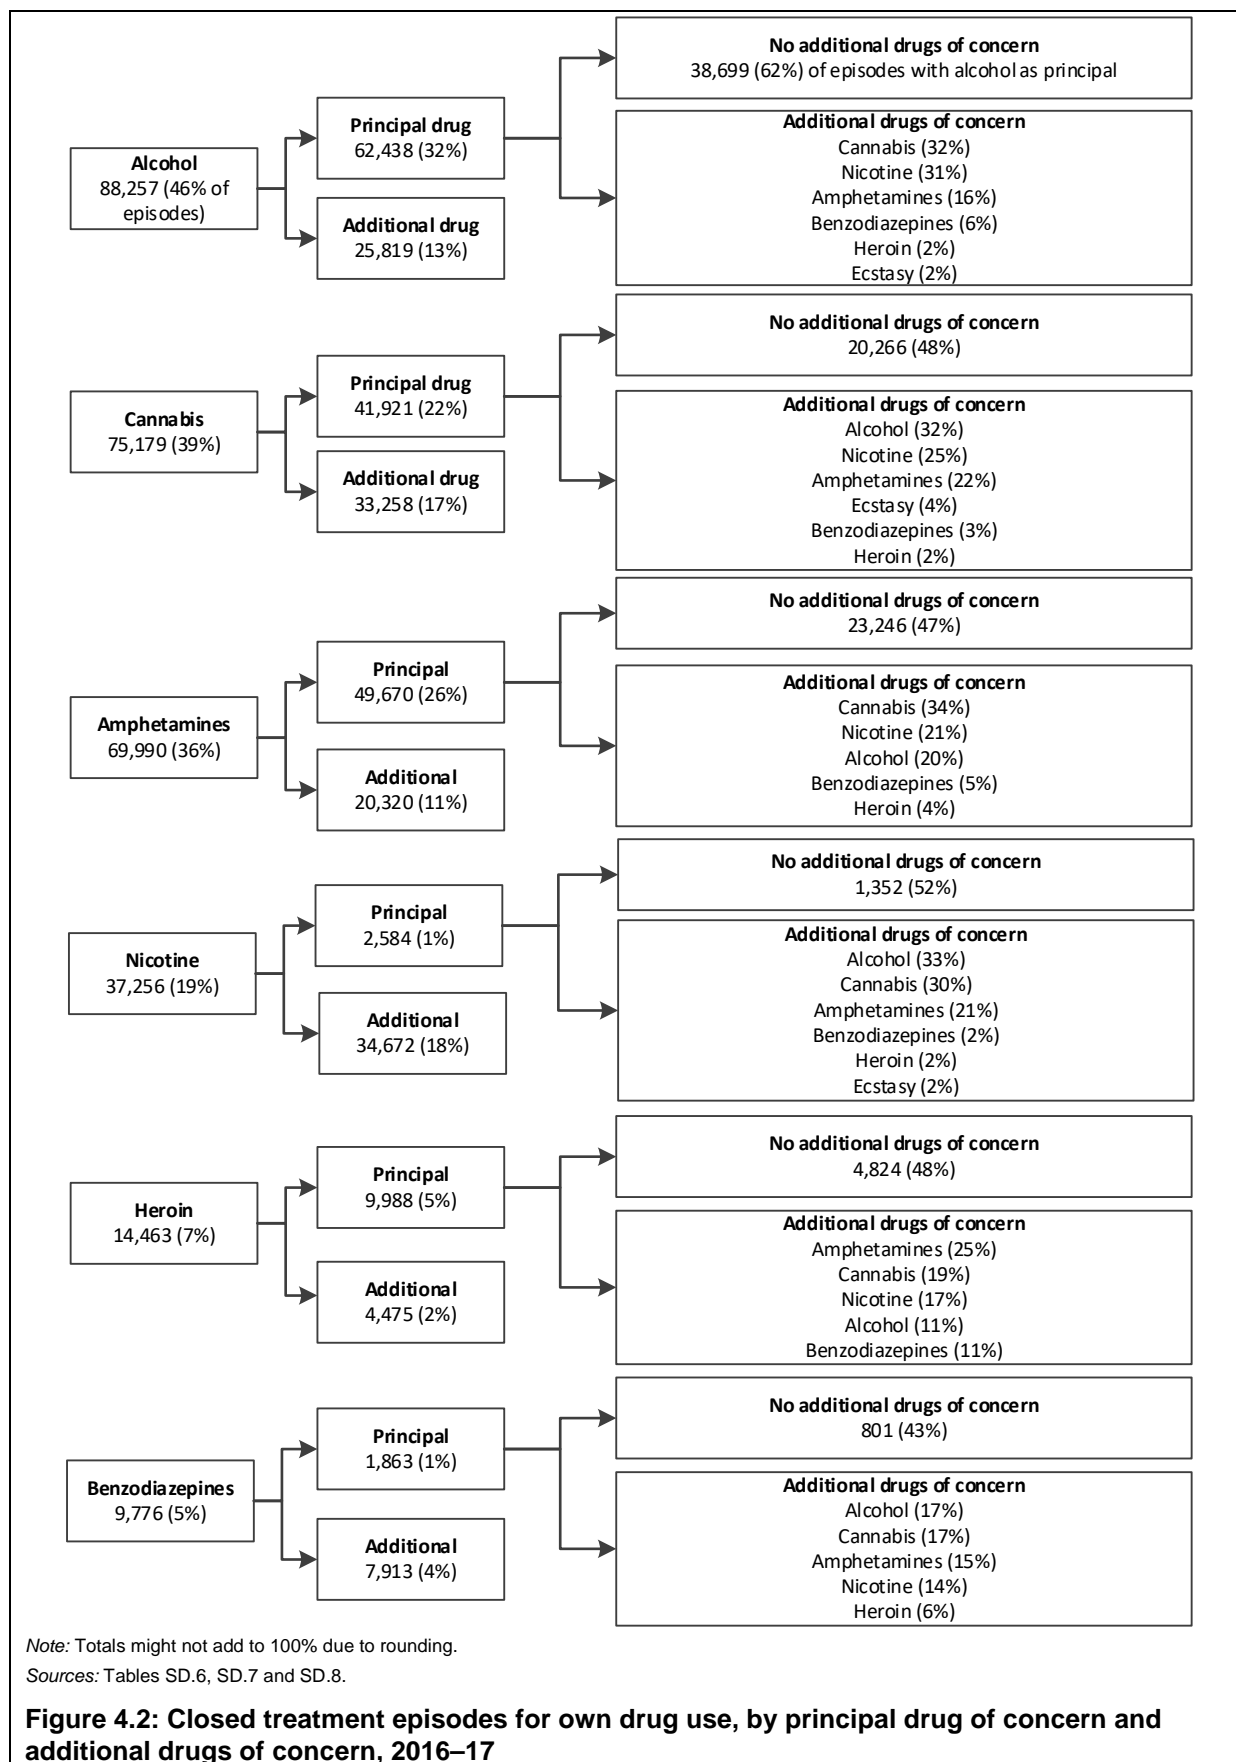 No additional drugs of concern
38,699 (62%) of episodes with alcohol as principal
Principal drug
62,438 (32%)
Additional drugs of concern
Cannabis (32%)
Nicotine (31%)
Amphetamines (16%)
Benzodiazepines (6%)
Heroin (2%)
Ecstasy (2%)
Alcohol
88,257 (46% of
episodes)
Additional drug
25,819 (13%)
No additional drugs of concern
20,266 (48%)
Principal drug
41,921 (22%)
Additional drugs of concern
Alcohol (32%)
Nicotine (25%)
Amphetamines (22%)
Ecstasy (4%)
Benzodiazepines (3%)
Heroin (2%)
Cannabis
75,179 (39%)
Additional drug
33,258 (17%)
No additional drugs of concern
23,246 (47%)
Principal
49,670 (26%)
Additional drugs of concern
Cannabis (34%)
Nicotine (21%)
Alcohol (20%)
Benzodiazepines (5%)
Heroin (4%)
Amphetamines
69,990 (36%)
Additional
20,320 (11%)
No additional drugs of concern
1,352 (52%)
Principal
2,584 (1%)
Additional drugs of concern
Alcohol (33%)
Cannabis (30%)
Amphetamines (21%)
Benzodiazepines (2%)
Heroin (2%)
Ecstasy (2%)
Nicotine
37,256 (19%)
Additional
34,672 (18%)
No additional drugs of concern
4,824 (48%)
Principal
9,988 (5%)
Additional drugs of concern
Amphetamines (25%)
Cannabis (19%)
Nicotine (17%)
Alcohol (11%)
Benzodiazepines (11%)
Heroin
14,463 (7%)
Additional
4,475 (2%)
No additional drugs of concern
801 (43%)
Principal
1,863 (1%)
Additional drugs of concern
Alcohol (17%)
Cannabis (17%)
Amphetamines (15%)
Nicotine (14%)
Heroin (6%)
Benzodiazepines
9,776 (5%)
Additional
7,913 (4%)
Note: Totals might not add to 100% due to rounding.
Sources: Tables SD.6, SD.7 and SD.8.
Figure 4.2: Closed treatment episodes for own drug use, by principal drug of concern and
additional drugs of concern, 2016–17